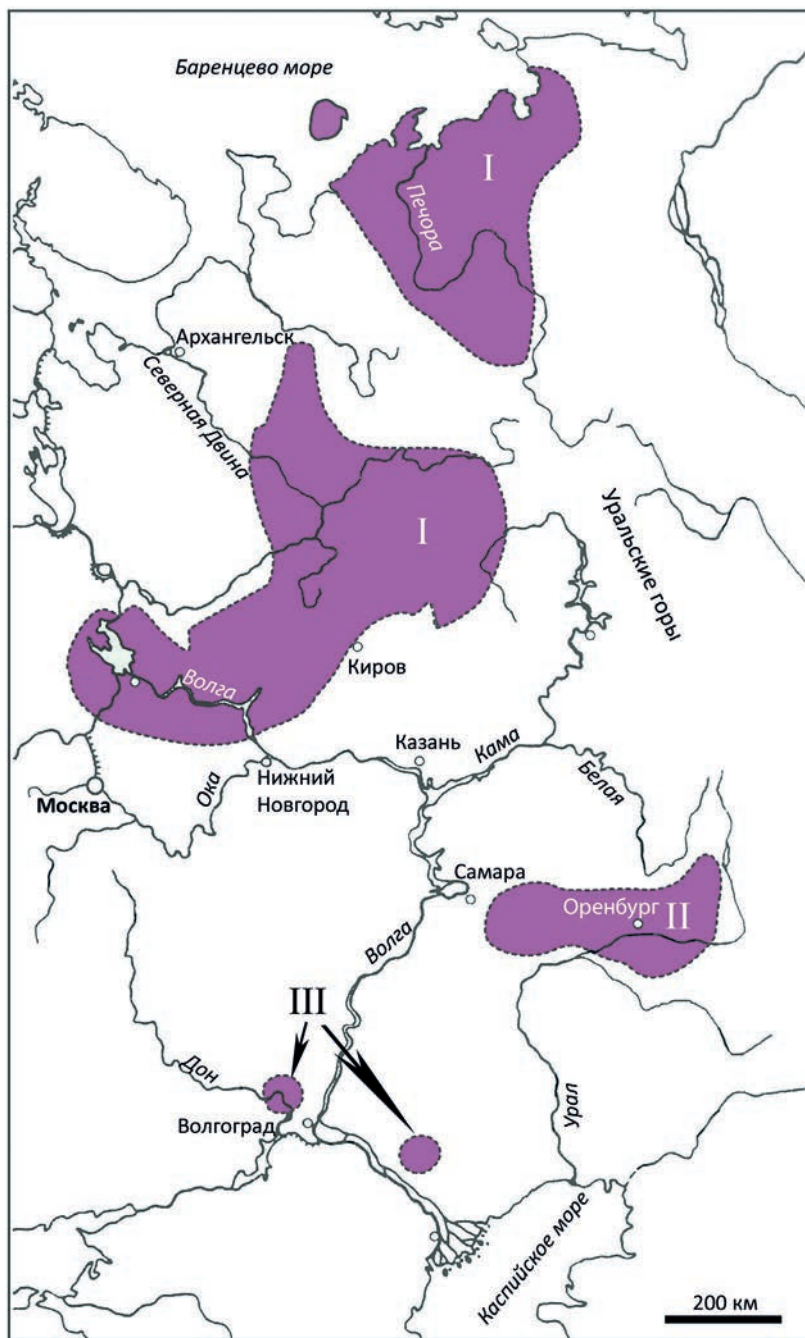 Баренцево море
I
Печора
Архангельск
Северная Двина
I
Уральские горы
Киров
Волга
Казань
Кама
Белая
Нижний
Новгород
Ока
Москва
Самара
Оренбург
II
Волга
III
Дон
Волгоград
Урал
Каспийское море
200 км